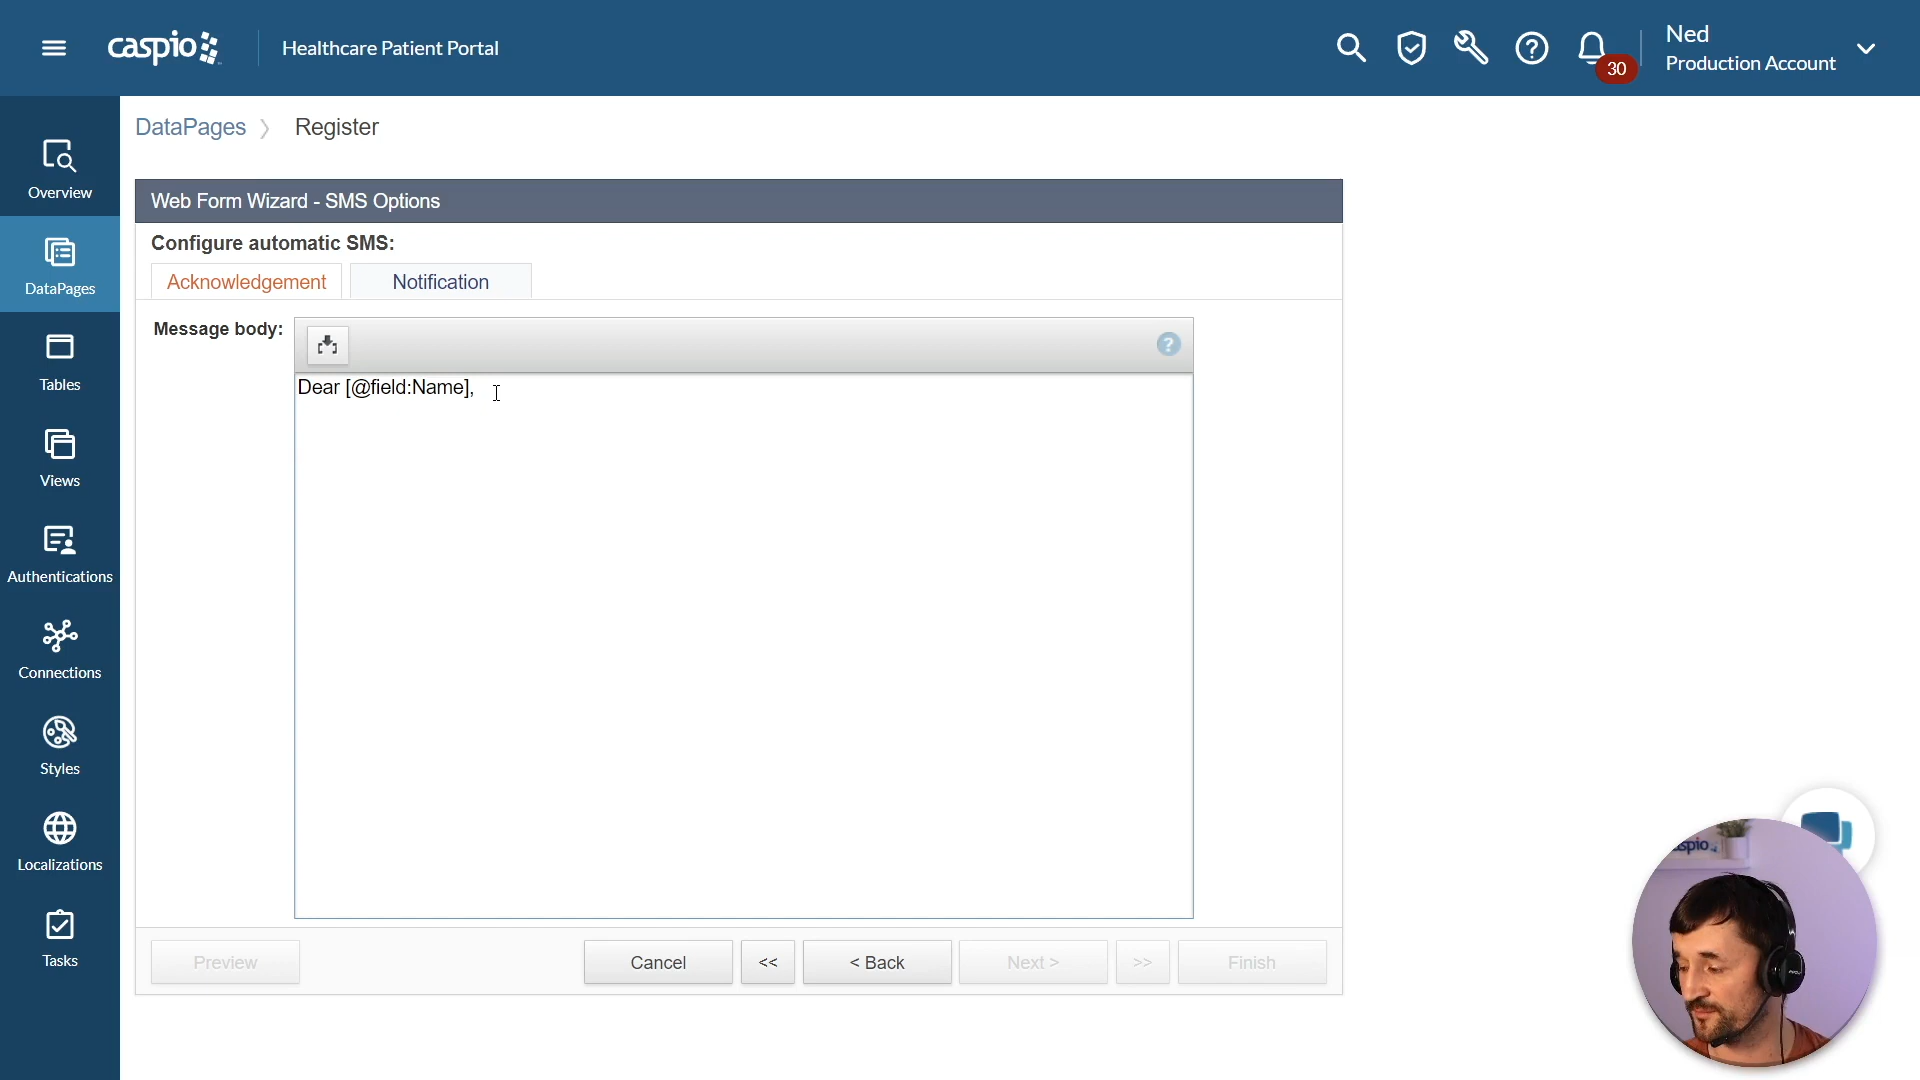 caspio
Healthcare Patient Portal
30
Ned
Production Account
Overview
DataPages
Tables
Views
Authentications
Connections
Styles
Localizations
Tasks
DataPages > Register
Web Form Wizard - SMS Options
Configure automatic SMS:
Acknowledgement
Notification
Message body:
?
Dear [@field:Name],
Preview
Cancel
<<
< Back
Next >
>>
Finish